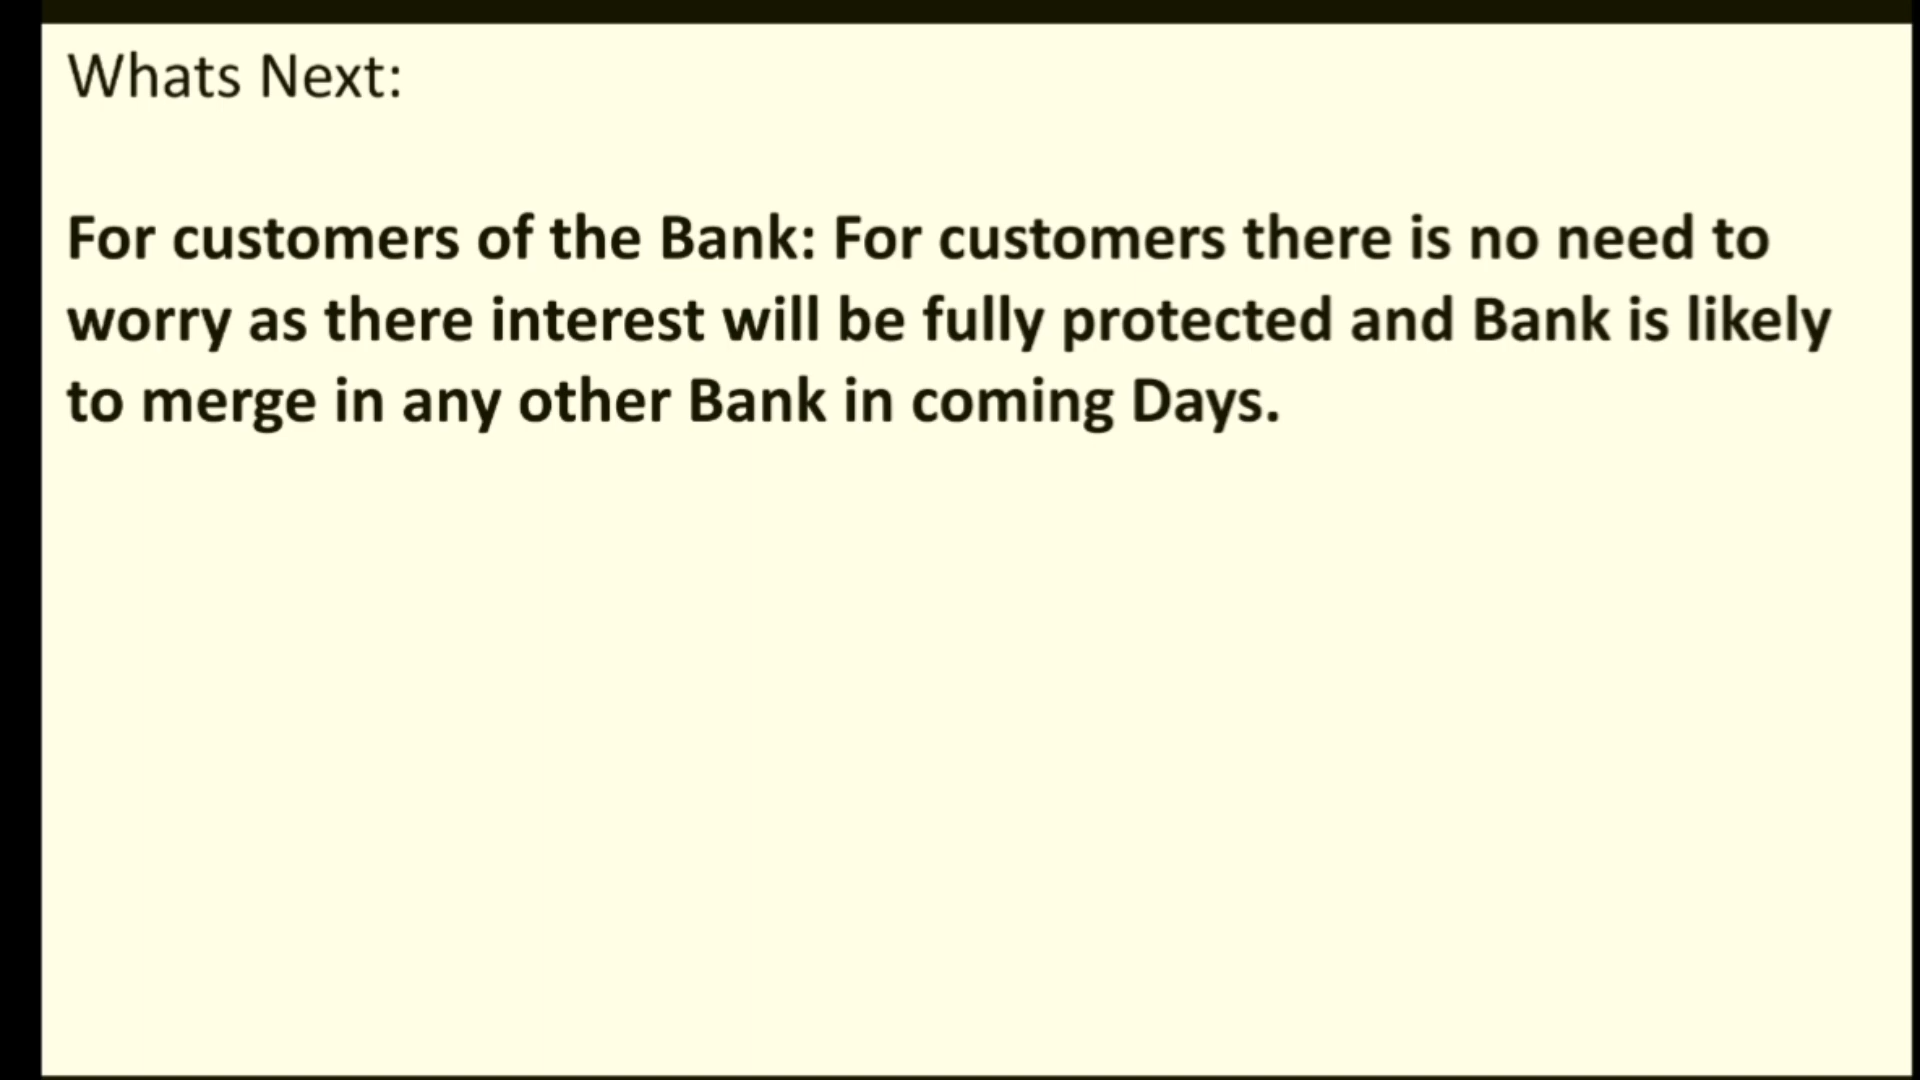 Whats Next:
For customers of the Bank: For customers there is no need to
worry as there interest will be fully protected and Bank is likely
to merge in any other Bank in coming Days.